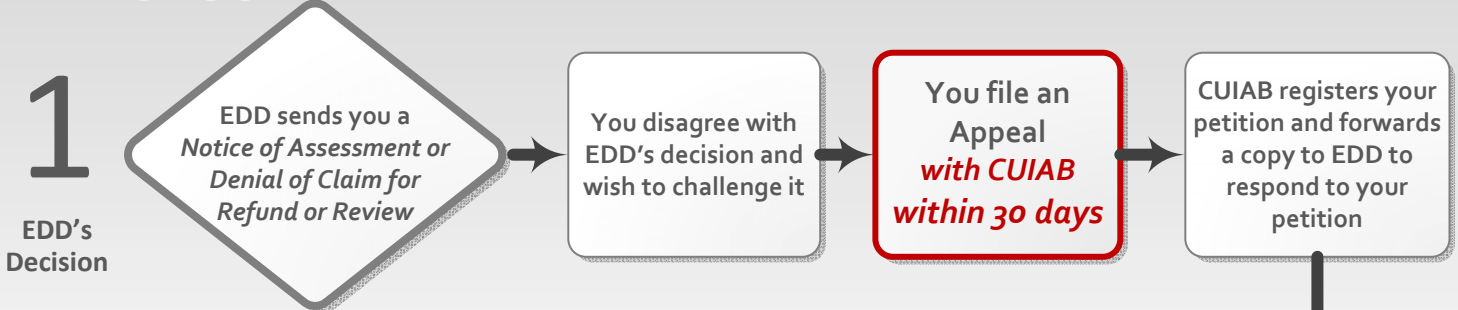 1
EDD's
Decision
EDD sends you a
Notice of Assessment or
Denial of Claim for
Refund or Review
You disagree with
EDD's decision and
wish to challenge it
You file an
Appeal
with CUIAB
within 30 days
CUIAB registers your
petition and forwards
a copy to EDD to
respond to your
petition